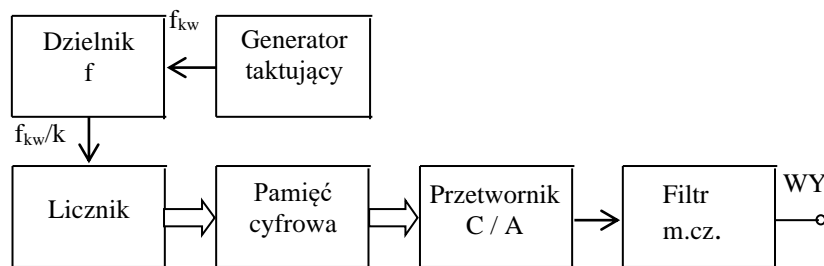 Dzielnik
f
f_kw
Generator
taktujący
f_kw/k
Licznik
Pamięć
cyfrowa
Przetwornik
C / A
Filtr
m.cz.
WY